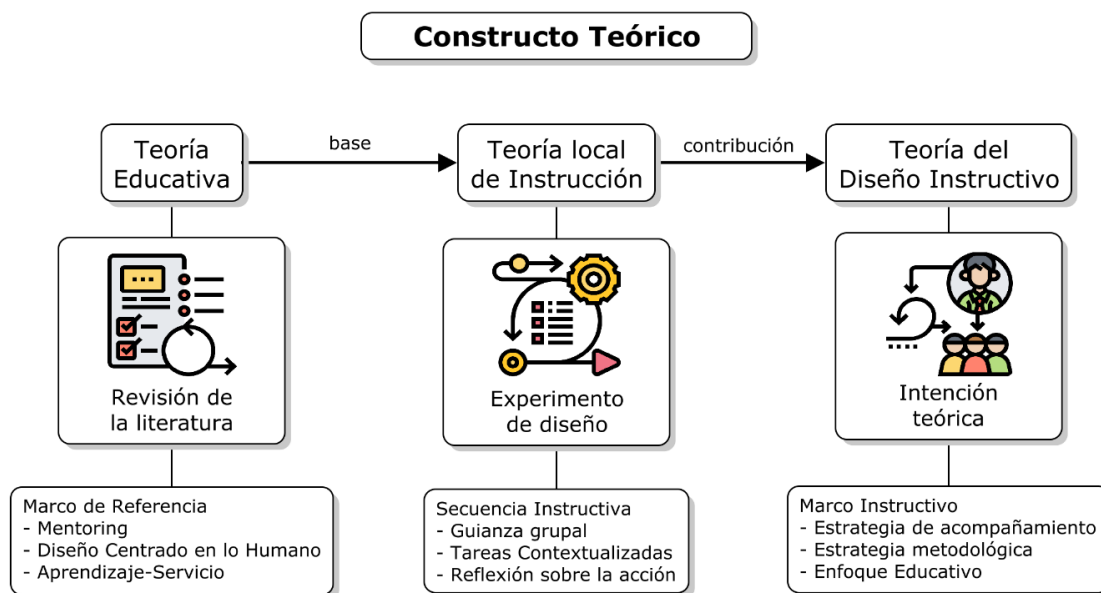 Constructo Teórico
Teoría
Educativa
base
Teoría local
de Instrucción
contribución
Teoría del
Diseño Instructivo
Revisión de
la literatura
Experimento
de diseño
Intención
teórica
Marco de Referencia
- Mentoring
- Diseño Centrado en lo Humano
- Aprendizaje-Servicio
Secuencia Instructiva
- Guianza grupal
- Tareas Contextualizadas
- Reflexión sobre la acción
Marco Instructivo
- Estrategia de acompañamiento
- Estrategia metodológica
- Enfoque Educativo